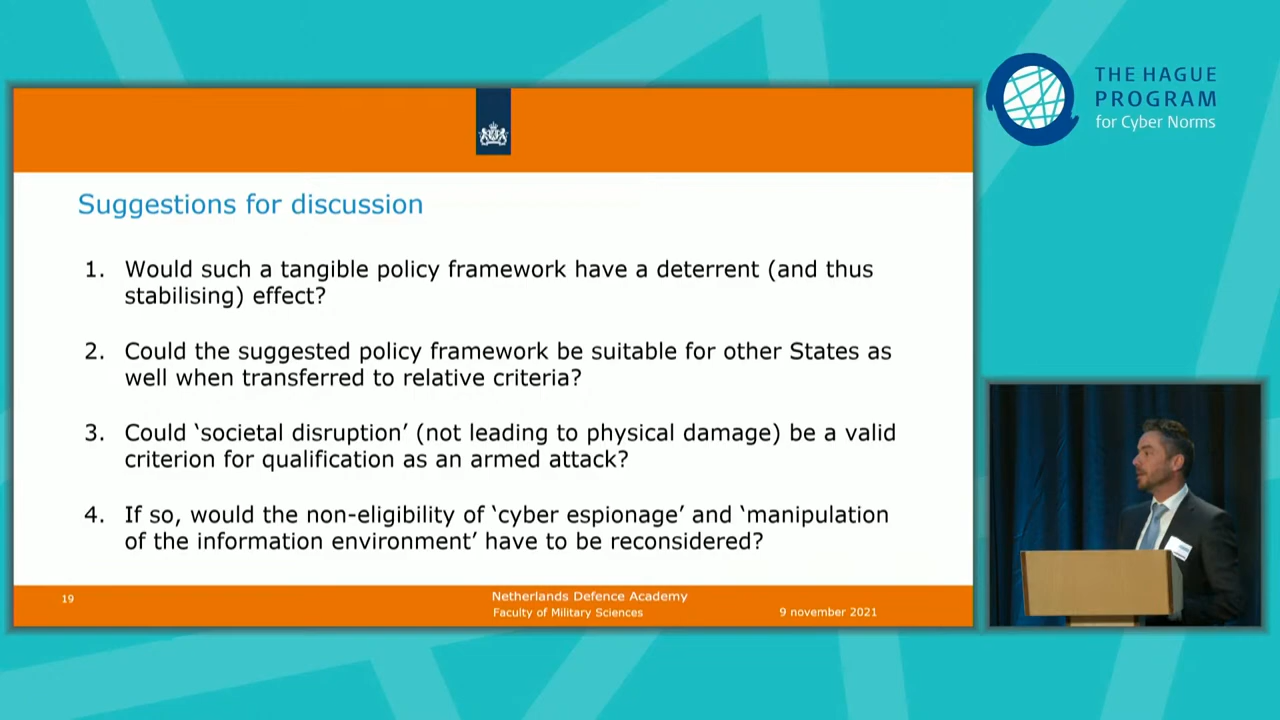 THE HAGUE
PROGRAM
for Cyber Norms
Suggestions for discussion
1. Would such a tangible policy framework have a deterrent (and thus
stabilising) effect?
2. Could the suggested policy framework be suitable for other States as
well when transferred to relative criteria?
3. Could ‘societal disruption’ (not leading to physical damage) be a valid
criterion for qualification as an armed attack?
4. If so, would the non-eligibility of ‘cyber espionage’ and ‘manipulation
of the information environment’ have to be reconsidered?
19
Netherlands Defence Academy
Faculty of Military Sciences
9 november 2021